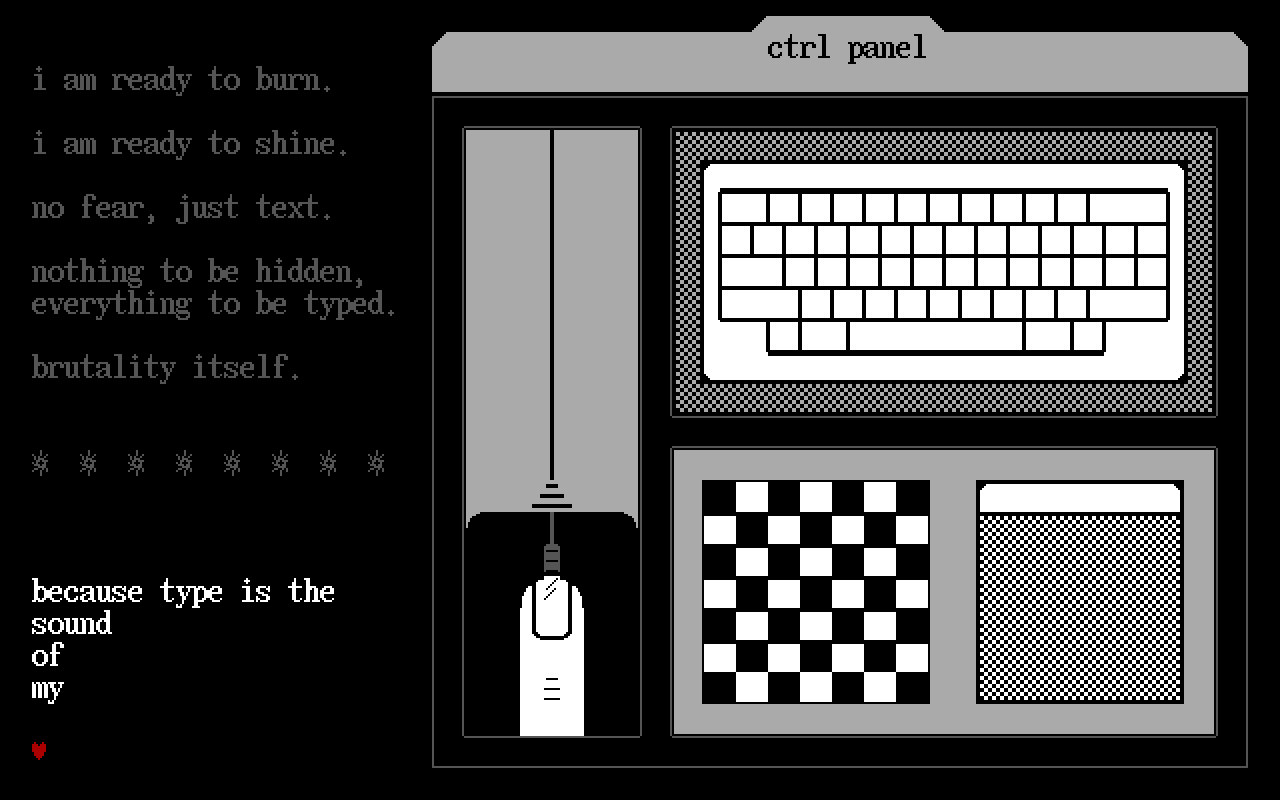 ctrl panel
i am ready to burn.
i am ready to shine.
no fear, just text.
nothing to be hidden,
everything to be typed.
brutality itself.
because type is the
sound
of
my
♥